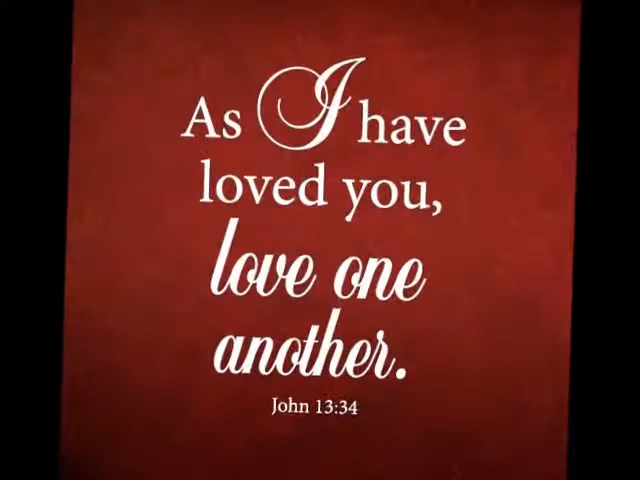 As I have
loved you,
love one
another.
John 13:34